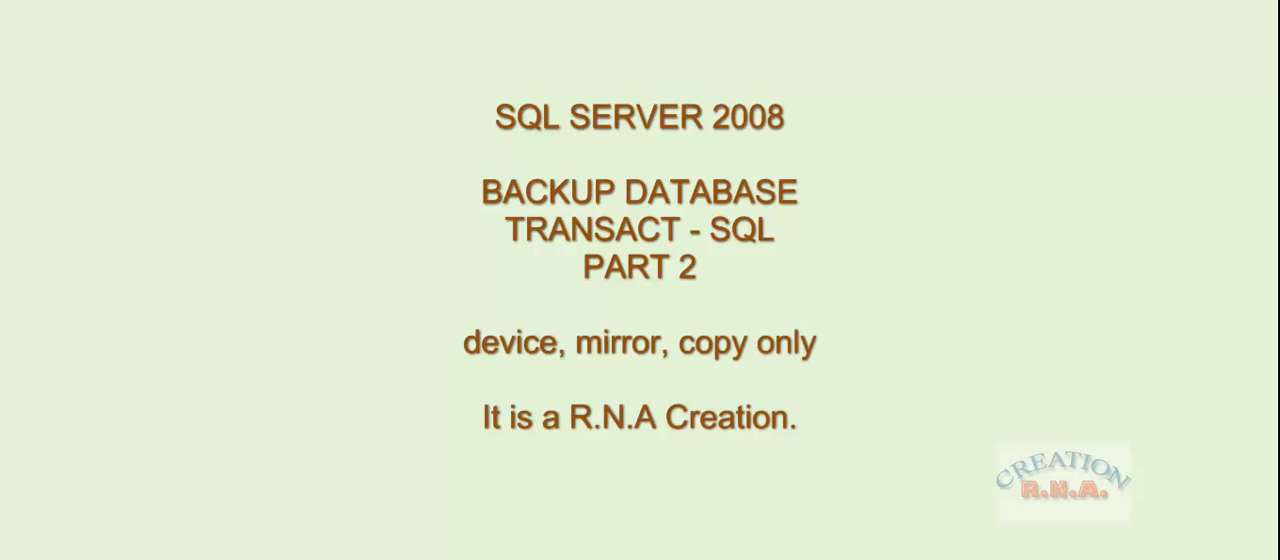 SQL SERVER 2008
BACKUP DATABASE
TRANSACT - SQL
PART 2
device, mirror, copy only
It is a R.N.A Creation.
CREATION
R.N.A.